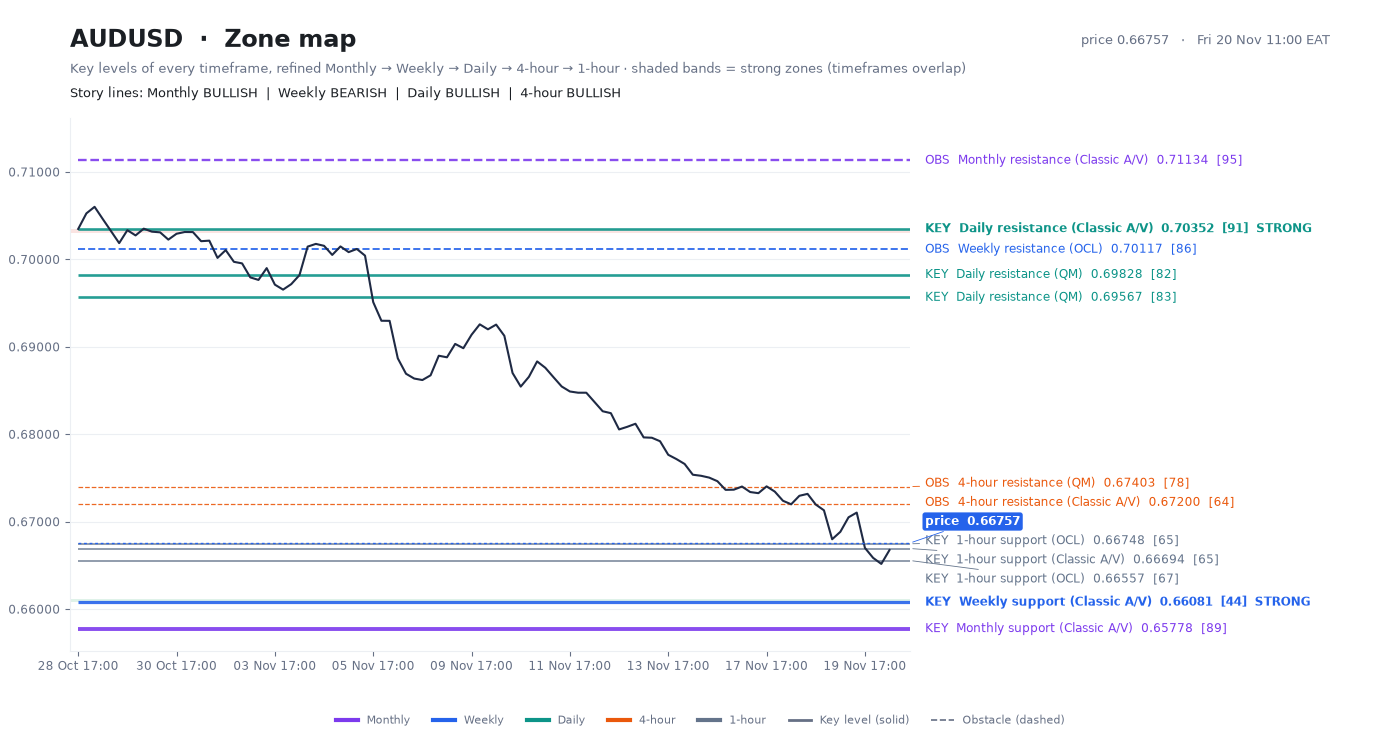 AUDUSD · Zone map
price 0.66757 · Fri 20 Nov 11:00 EAT
Key levels of every timeframe, refined Monthly → Weekly → Daily → 4-hour → 1-hour · shaded bands = strong zones (timeframes overlap)
Story lines: Monthly BULLISH | Weekly BEARISH | Daily BULLISH | 4-hour BULLISH
0.71000
0.70000
0.69000
0.68000
0.67000
0.66000
OBS Monthly resistance (Classic A/V) 0.71134 [95]
KEY Daily resistance (Classic A/V) 0.70352 [91] STRONG
OBS Weekly resistance (OCL) 0.70117 [86]
KEY Daily resistance (QM) 0.69828 [82]
KEY Daily resistance (QM) 0.69567 [83]
OBS 4-hour resistance (QM) 0.67403 [78]
OBS 4-hour resistance (Classic A/V) 0.67200 [64]
price 0.66757
KEY 1-hour support (OCL) 0.66748 [65]
KEY 1-hour support (Classic A/V) 0.66694 [65]
KEY 1-hour support (OCL) 0.66557 [67]
KEY Weekly support (Classic A/V) 0.66081 [44] STRONG
KEY Monthly support (Classic A/V) 0.65778 [89]
28 Oct 17:00 30 Oct 17:00 03 Nov 17:00 05 Nov 17:00 09 Nov 17:00 11 Nov 17:00 13 Nov 17:00 17 Nov 17:00 19 Nov 17:00
Monthly Weekly Daily 4-hour 1-hour Key level (solid) Obstacle (dashed)